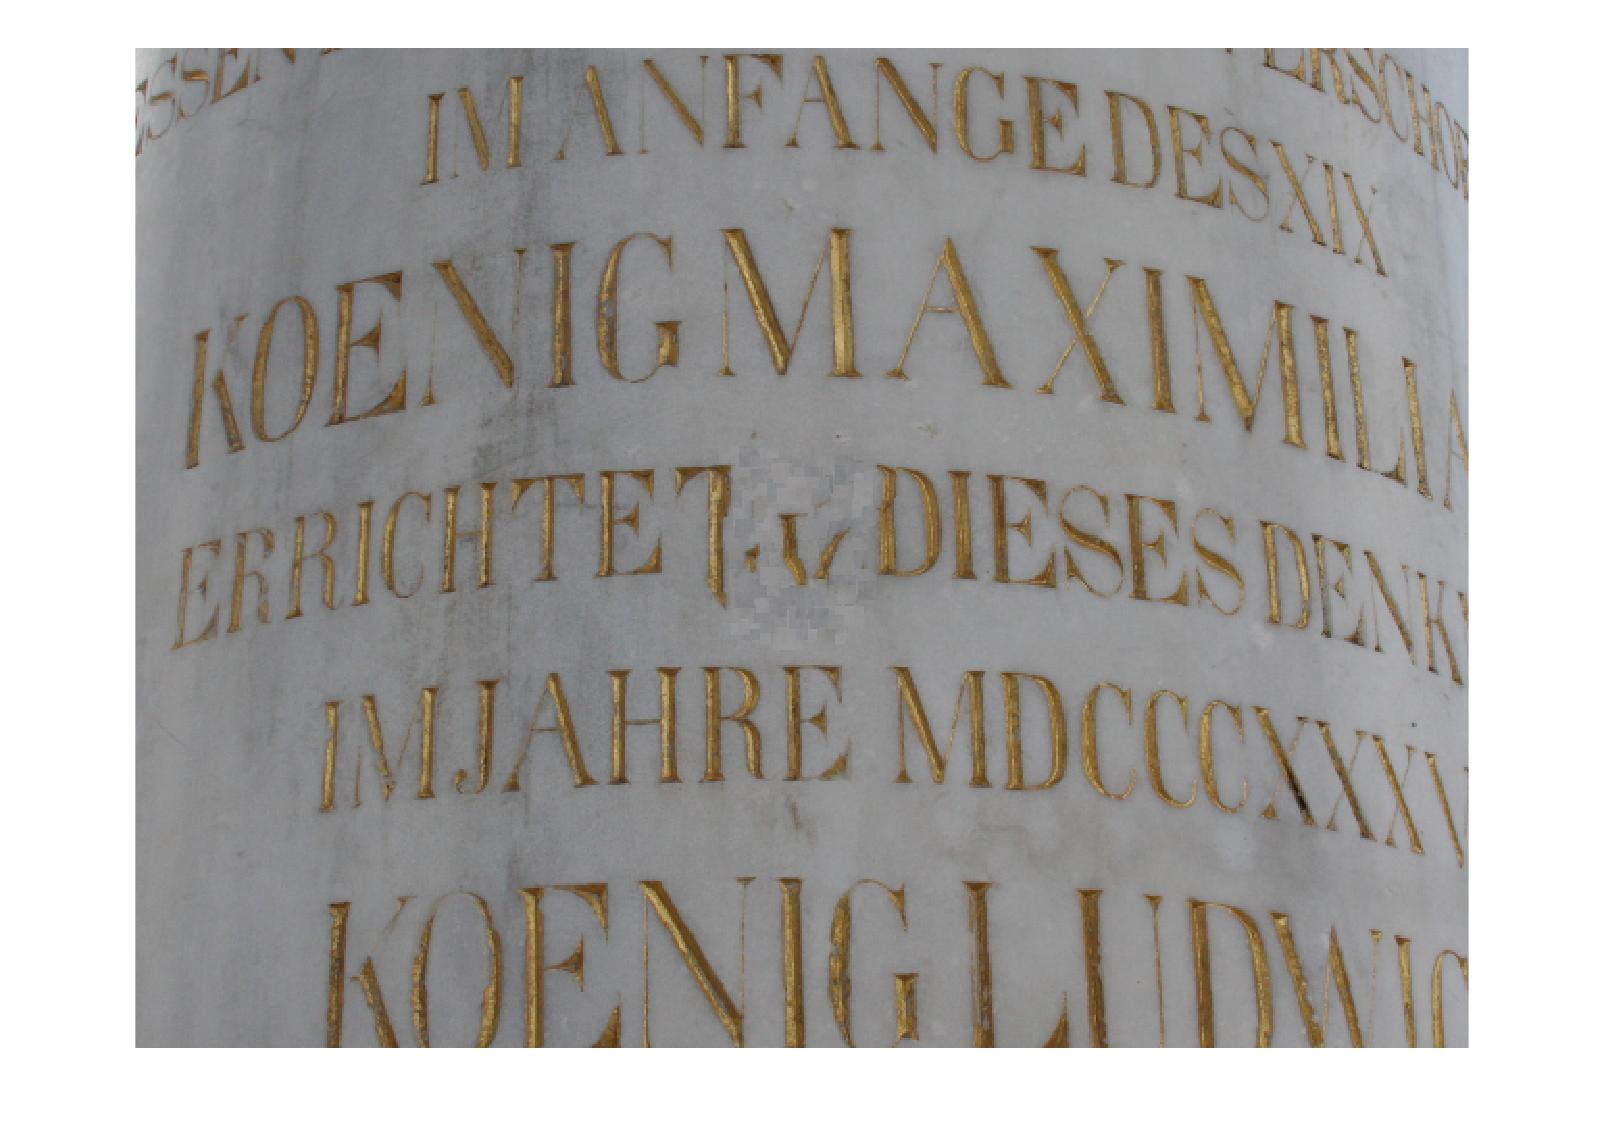 IM ANFANGE DES XIX
KOENIG MAXIMILIA
ERRICHTET DIESES DENK
IM JAHRE MDCCCXXXV
KOENIG LUDWIG